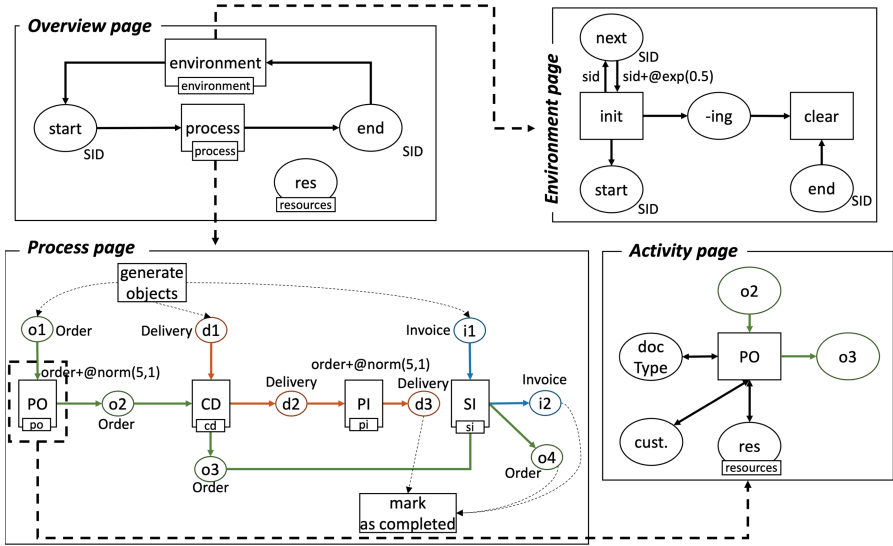 Overview page
environment
environment
start
SID
process
process
end
SID
res
resources
Environment page
next
SID
sid
sid+@exp(0.5)
init
-ing
clear
start
SID
end
SID
Process page
generate
objects
o1
Order
Delivery
d1
Invoice
i1
order+@norm(5,1)
order+@norm(5,1)
PO
po
o2
Order
CD
cd
Delivery
d2
PI
pi
Delivery
d3
SI
si
Invoice
i2
o3
Order
o4
Order
mark
as completed
Activity page
o2
doc
Type
PO
o3
cust.
res
resources